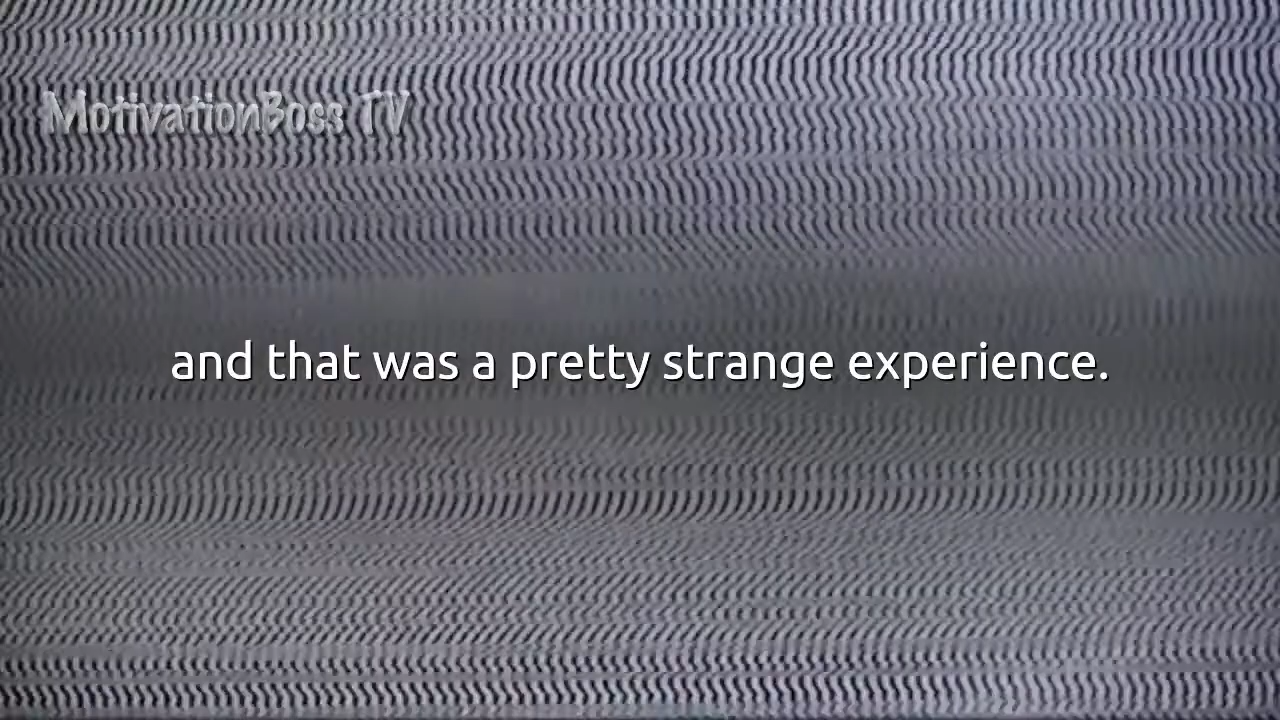 MotivationBoss TV
and that was a pretty strange experience.